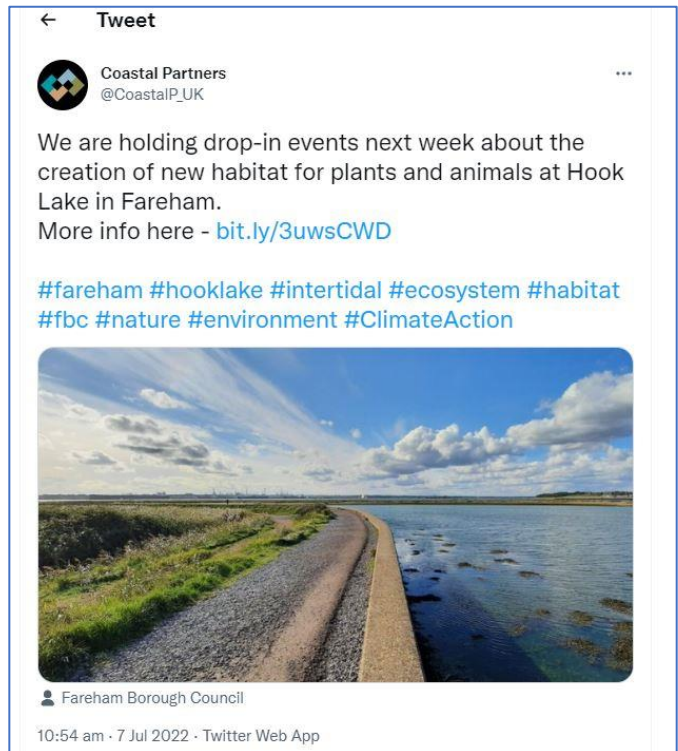 Tweet
Coastal Partners
@CoastalP_UK
We are holding drop-in events next week about the
creation of new habitat for plants and animals at Hook
Lake in Fareham.
More info here - bit.ly/3uwsCWD
#fareham #hooklake #intertidal #ecosystem #habitat
#fbc #nature #environment #ClimateAction
Fareham Borough Council
10:54 am · 7 Jul 2022 · Twitter Web App